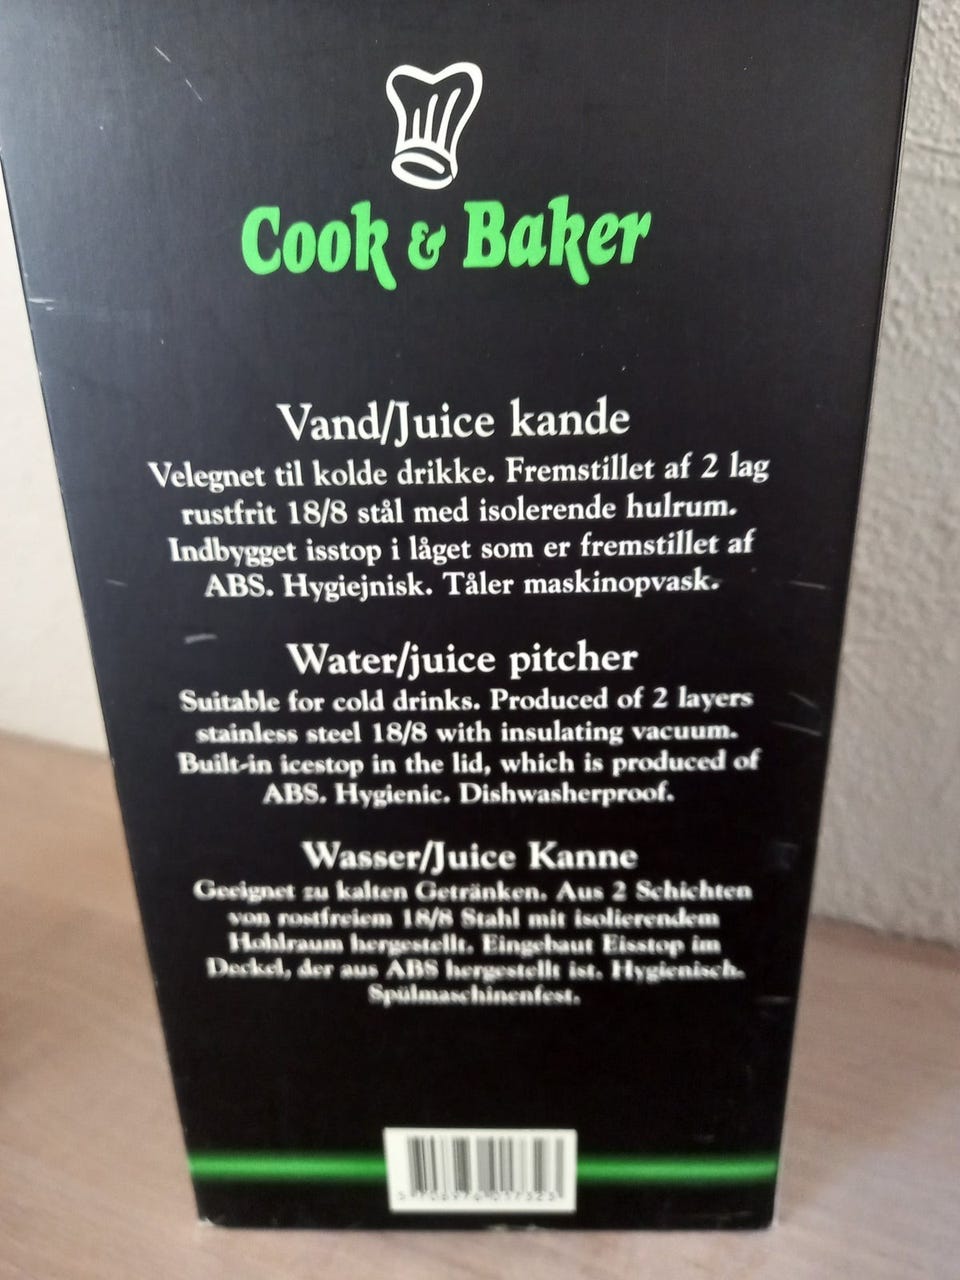 Cook & Baker
Vand/Juice kande
Velegnet til kolde drikke. Fremstillet af 2 lag
rustfrit 18/8 stål med isolerende hulrum.
Indbygget isstop i låget som er fremstillet af
ABS. Hygiejnisk. Tåler maskinopvask.
Water/juice pitcher
Suitable for cold drinks. Produced of 2 layers
stainless steel 18/8 with insulating vacuum.
Built-in icestop in the lid, which is produced of
ABS. Hygienic. Dishwasherproof.
Wasser/Juice Kanne
Geeignet zu kalten Getränken. Aus 2 Schichten
von rostfreiem 18/8 Stahl mit isolierendem
Hohlraum hergestellt. Eingebaut Eisstop im
Deckel, der aus ABS hergestellt ist. Hygienisch.
Spülmaschinenfest.